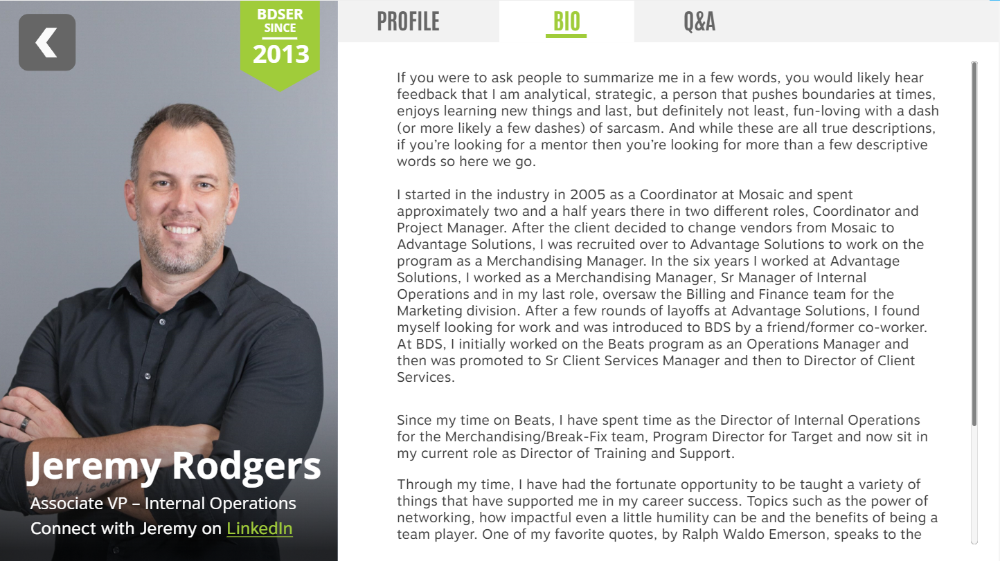 BDSER
SINCE
2013
PROFILE
BIO
Q&A
If you were to ask people to summarize me in a few words, you would likely hear
feedback that I am analytical, strategic, a person that pushes boundaries at times,
enjoys learning new things and last, but definitely not least, fun-loving with a dash
(or more likely a few dashes) of sarcasm. And while these are all true descriptions,
if you’re looking for a mentor then you’re looking for more than a few descriptive
words so here we go.
I started in the industry in 2005 as a Coordinator at Mosaic and spent
approximately two and a half years there in two different roles, Coordinator and
Project Manager. After the client decided to change vendors from Mosaic to
Advantage Solutions, I was recruited over to Advantage Solutions to work on the
program as a Merchandising Manager. In the six years I worked at Advantage
Solutions, I worked as a Merchandising Manager, Sr Manager of Internal
Operations and in my last role, oversaw the Billing and Finance team for the
Marketing division. After a few rounds of layoffs at Advantage Solutions, I found
myself looking for work and was introduced to BDS by a friend/former co-worker.
At BDS, I initially worked on the Beats program as an Operations Manager and
then was promoted to Sr Client Services Manager and then to Director of Client
Services.
Since my time on Beats, I have spent time as the Director of Internal Operations
for the Merchandising/Break-Fix team, Program Director for Target and now sit in
my current role as Director of Training and Support.
Through my time, I have had the fortunate opportunity to be taught a variety of
things that have supported me in my career success. Topics such as the power of
networking, how impactful even a little humility can be and the benefits of being a
team player. One of my favorite quotes, by Ralph Waldo Emerson, speaks to the
Jeremy Rodgers
loved is
Associate VP – Internal Operations
Connect with Jeremy on LinkedIn